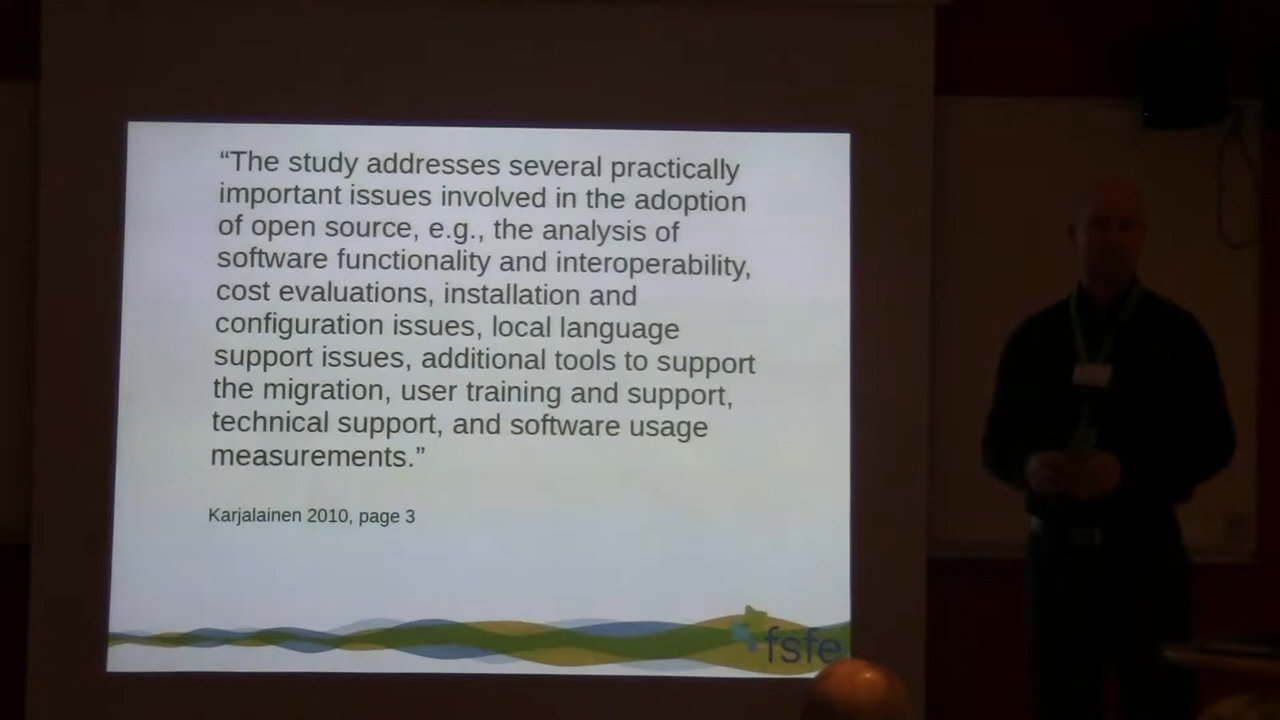 “The study addresses several practically
important issues involved in the adoption
of open source, e.g., the analysis of
software functionality and interoperability,
cost evaluations, installation and
configuration issues, local language
support issues, additional tools to support
the migration, user training and support,
technical support, and software usage
measurements.”
Karjalainen 2010, page 3
fsfe